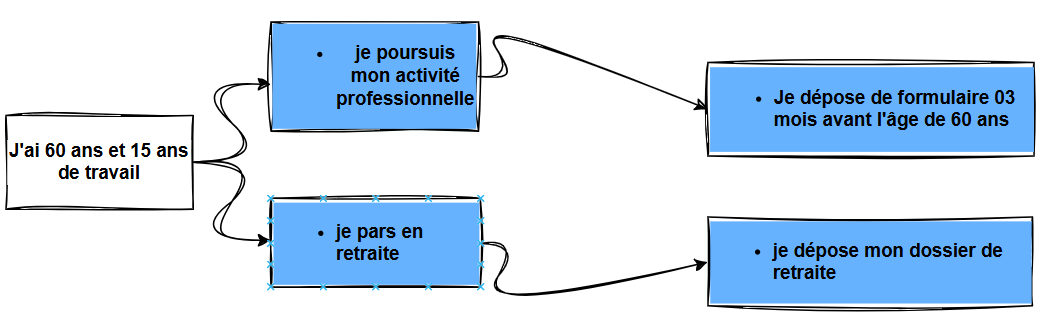 J'ai 60 ans et 15 ans
de travail
• je poursuis
mon activité
professionnelle
• Je dépose de formulaire 03
mois avant l'âge de 60 ans
• je pars en
retraite
• je dépose mon dossier de
retraite